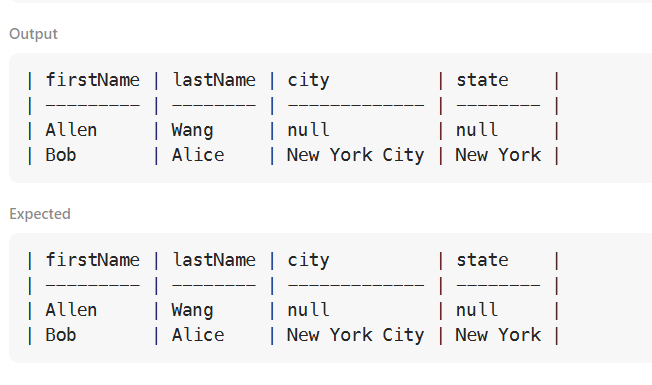 Output
| firstName | lastName | city          | state    |
| --------- | -------- | ------------- | -------- |
| Allen     | Wang     | null          | null     |
| Bob       | Alice    | New York City | New York |
Expected
| firstName | lastName | city          | state    |
| --------- | -------- | ------------- | -------- |
| Allen     | Wang     | null          | null     |
| Bob       | Alice    | New York City | New York |